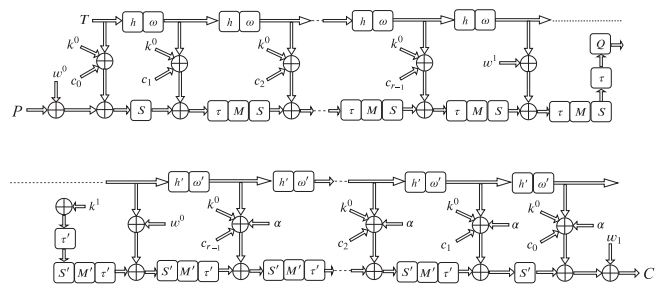 T h ω h ω h ω h ω
k⁰ k⁰ k⁰ k⁰ Q
w⁰ c₀ c₁ c₂ c_{r−1} w¹ τ
P S τ M S τ M S τ M S τ M S
h′ ω′ h′ ω′ h′ ω′ h′ ω′
k¹ k⁰ k⁰ k⁰ k⁰
τ′ w⁰ α α α α
c_{r−1} c₂ c₁ c₀ w₁
S′ M′ τ′ S′ M′ τ′ S′ M′ τ′ S′ M′ τ′ S′ C